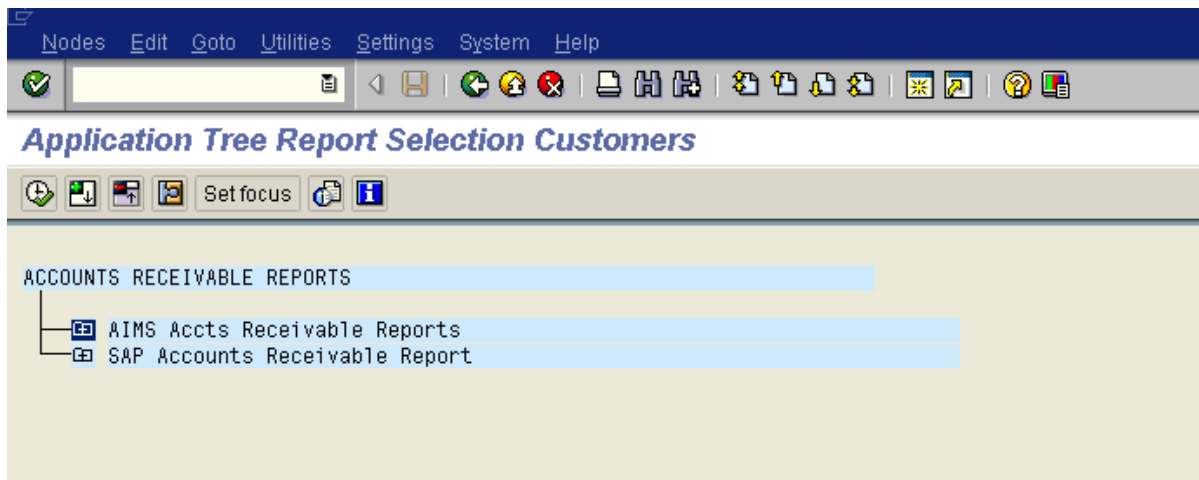 Nodes Edit Goto Utilities Settings System Help
Application Tree Report Selection Customers
Set focus
ACCOUNTS RECEIVABLE REPORTS
AIMS Accts Receivable Reports
SAP Accounts Receivable Report